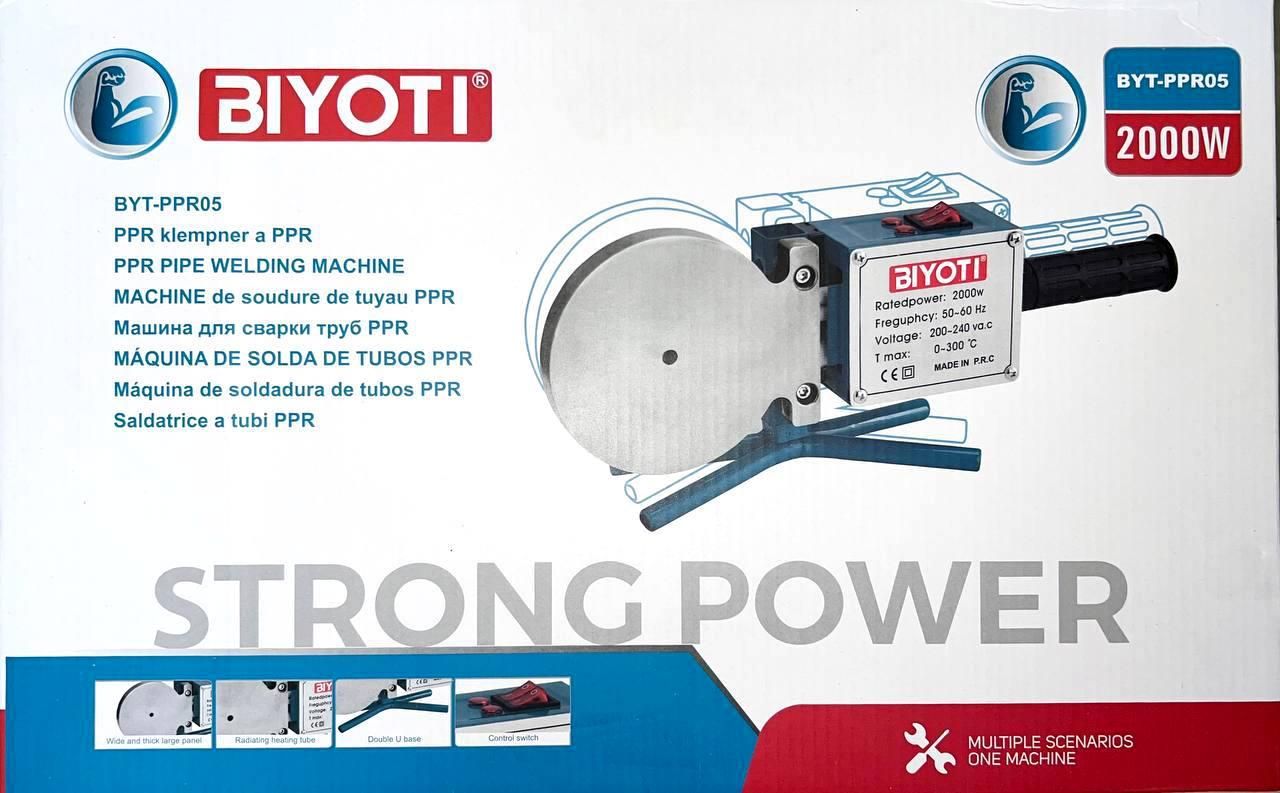 BIYOTI®
BYT-PPR05
2000W
BYT-PPR05
PPR klempner a PPR
PPR PIPE WELDING MACHINE
MACHINE de soudure de tuyau PPR
Машина для сварки труб PPR
MÁQUINA DE SOLDA DE TUBOS PPR
Máquina de soldadura de tubos PPR
Saldatrice a tubi PPR
BIYOTI®
Ratedpower: 2000w
Freguphcy: 50~60 Hz
Voltage: 200~240 va.c
T max: 0~300 ℃
CE MADE IN P.R.C
STRONG POWER
Wide and thick large panel
Radiating heating tube
Double U base
Control switch
MULTIPLE SCENARIOS
ONE MACHINE